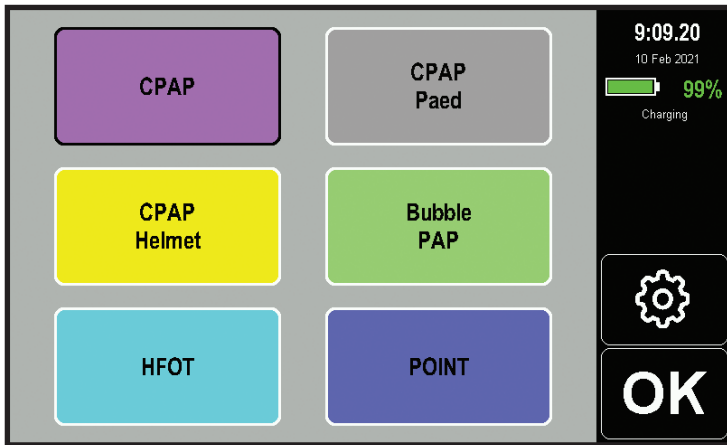 CPAP
CPAP
Paed
CPAP
Helmet
Bubble
PAP
HFOT
POINT
9:09.20
10 Feb 2021
99%
Charging
OK